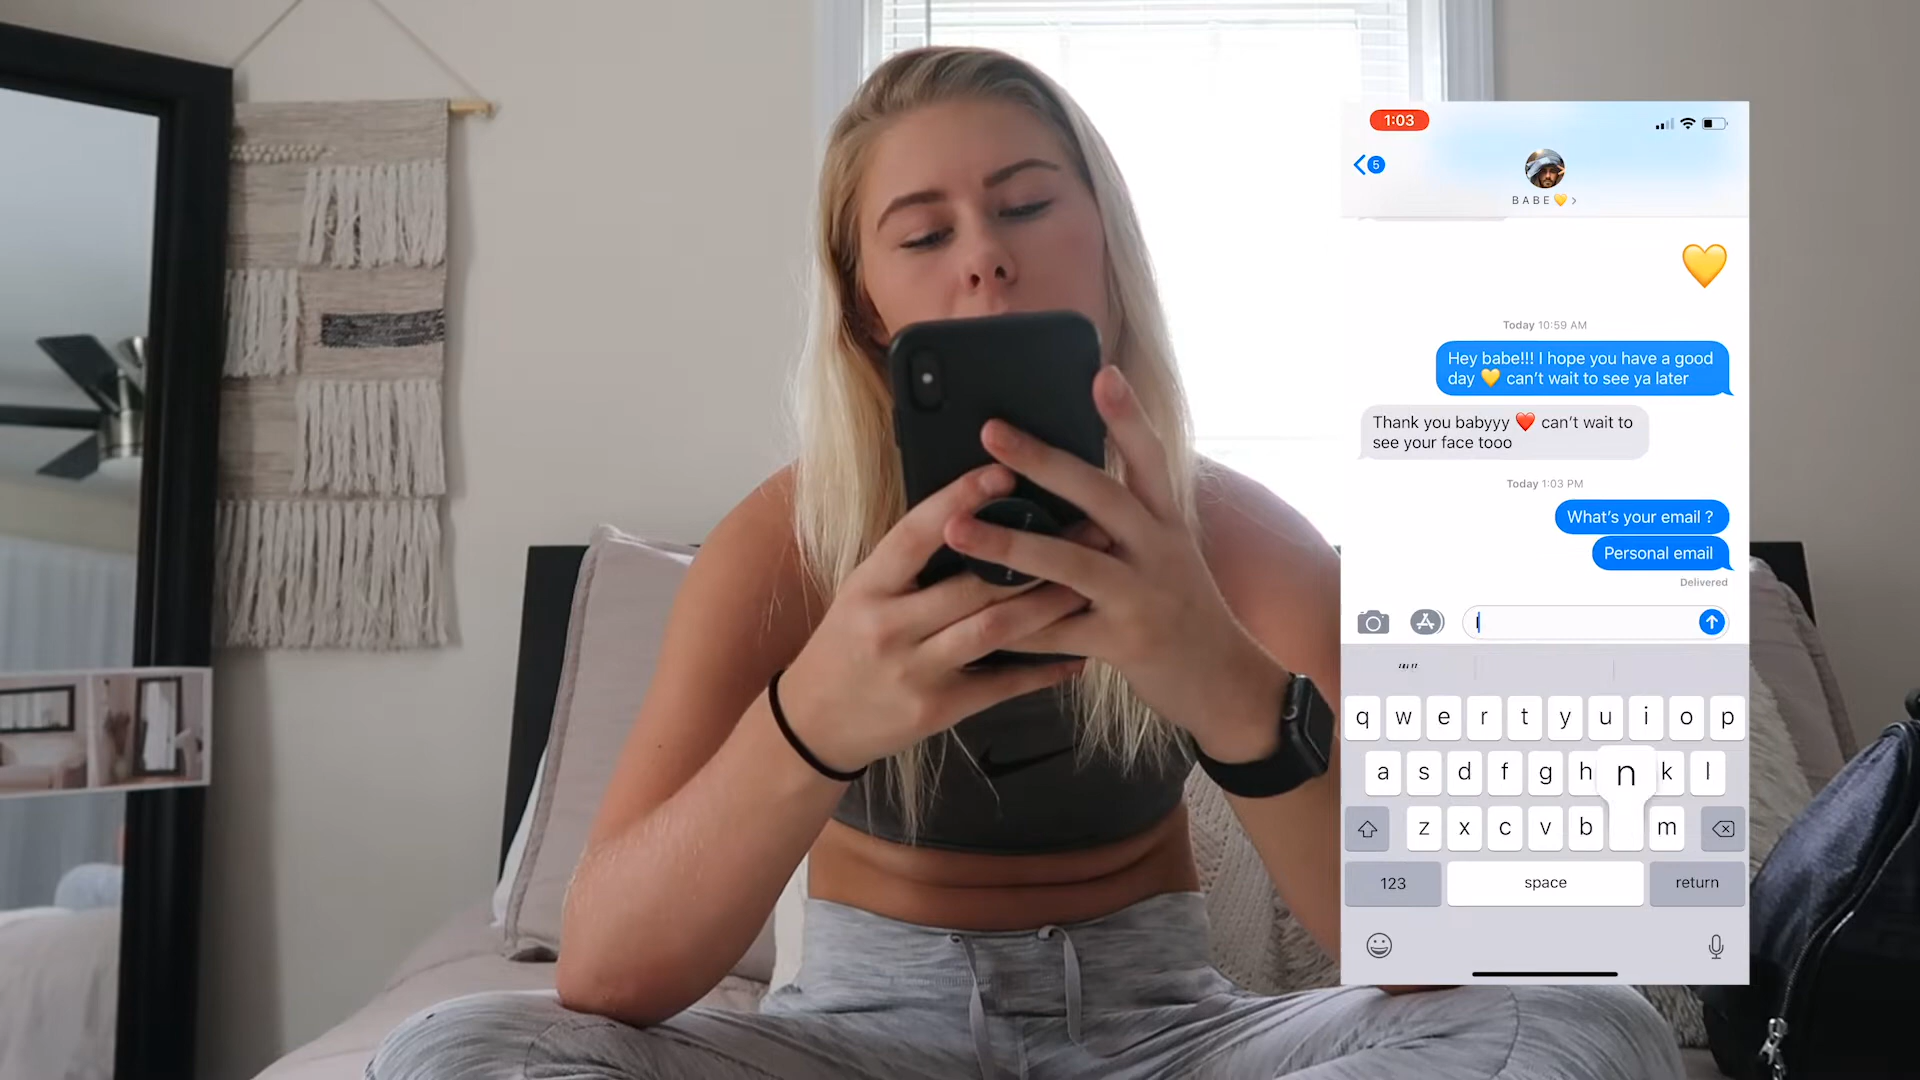 1:03
5
BABE💛
💛
Today 10:59 AM
Hey babe!!! I hope you have a good
day 💛 can't wait to see ya later
Thank you babyyy ❤️ can't wait to
see your face tooo
Today 1:03 PM
What's your email ?
Personal email
Delivered
I
"“”"
q w e r t y u i o p
a s d f g h n k l
z x c v b m
123 space return